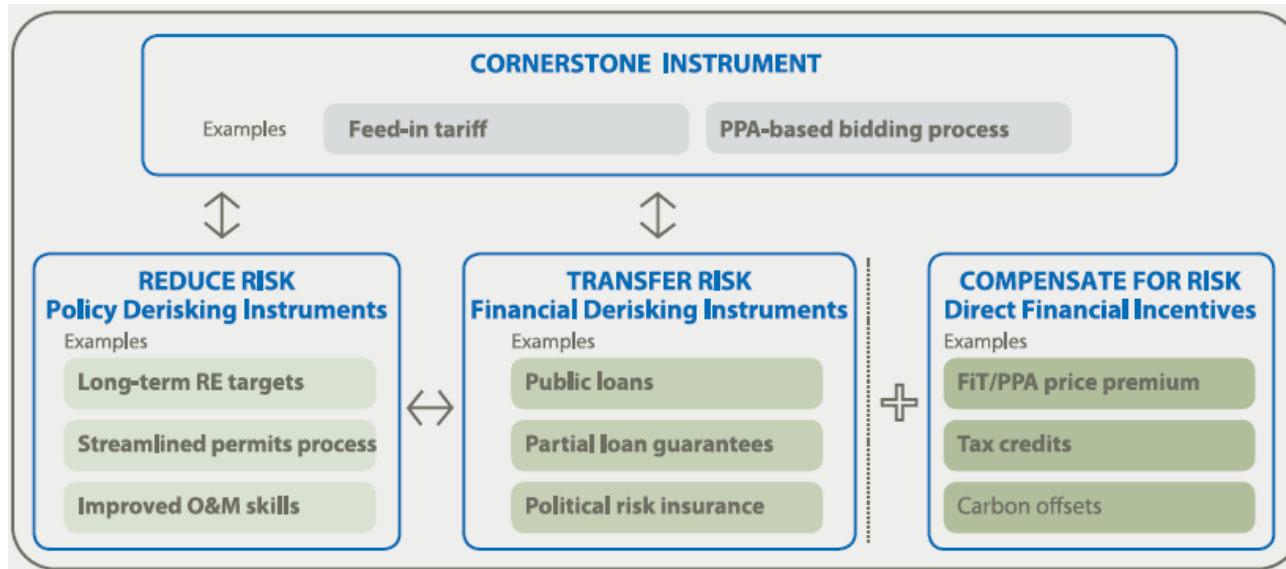 CORNERSTONE INSTRUMENT
Examples
Feed-in tariff
PPA-based bidding process
REDUCE RISK
Policy Derisking Instruments
Examples
Long-term RE targets
Streamlined permits process
Improved O&M skills
TRANSFER RISK
Financial Derisking Instruments
Examples
Public loans
Partial loan guarantees
Political risk insurance
COMPENSATE FOR RISK
Direct Financial Incentives
Examples
FiT/PPA price premium
Tax credits
Carbon offsets